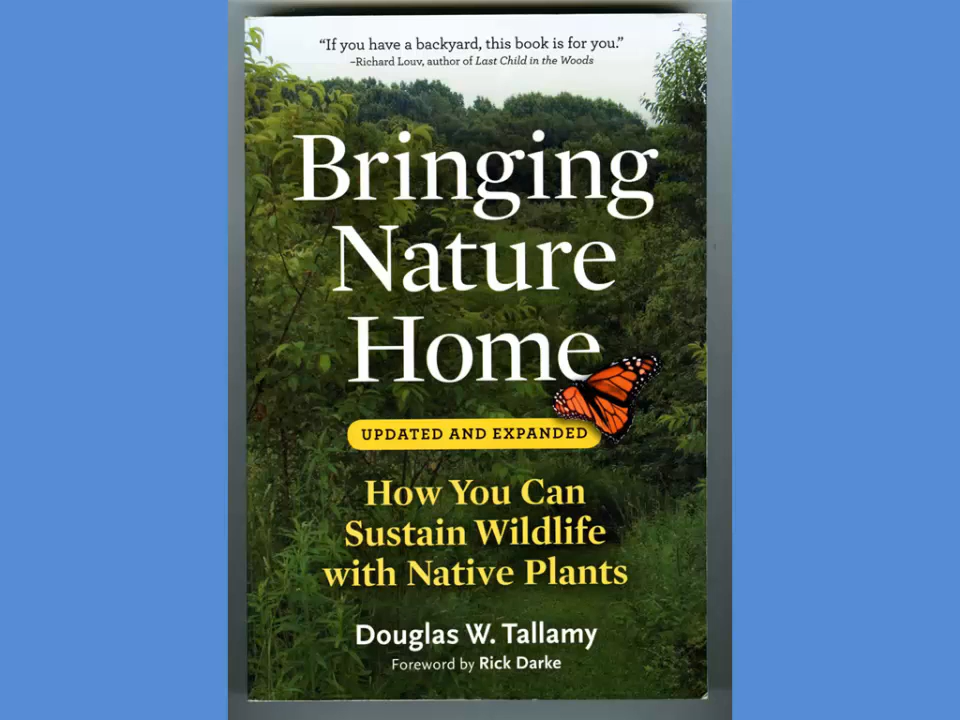 “If you have a backyard, this book is for you.”
–Richard Louv, author of Last Child in the Woods
Bringing
Nature
Home
UPDATED AND EXPANDED
How You Can
Sustain Wildlife
with Native Plants
Douglas W. Tallamy
Foreword by Rick Darke